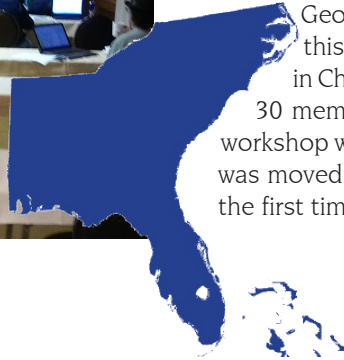 Geo
this
in Ch
30 mem
workshop w
was moved
the first tim